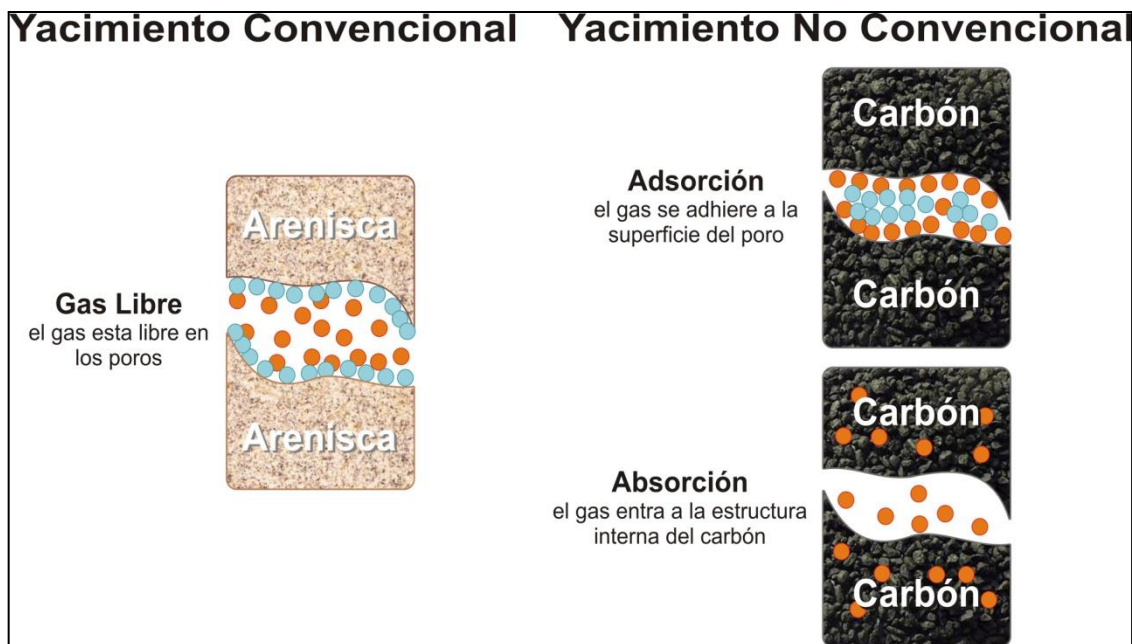 Yacimiento Convencional
Arenisca
Gas Libre
el gas esta libre en
los poros
Arenisca
Yacimiento No Convencional
Carbón
Adsorción
el gas se adhiere a la
superficie del poro
Carbón
Carbón
Absorción
el gas entra a la estructura
interna del carbón
Carbón